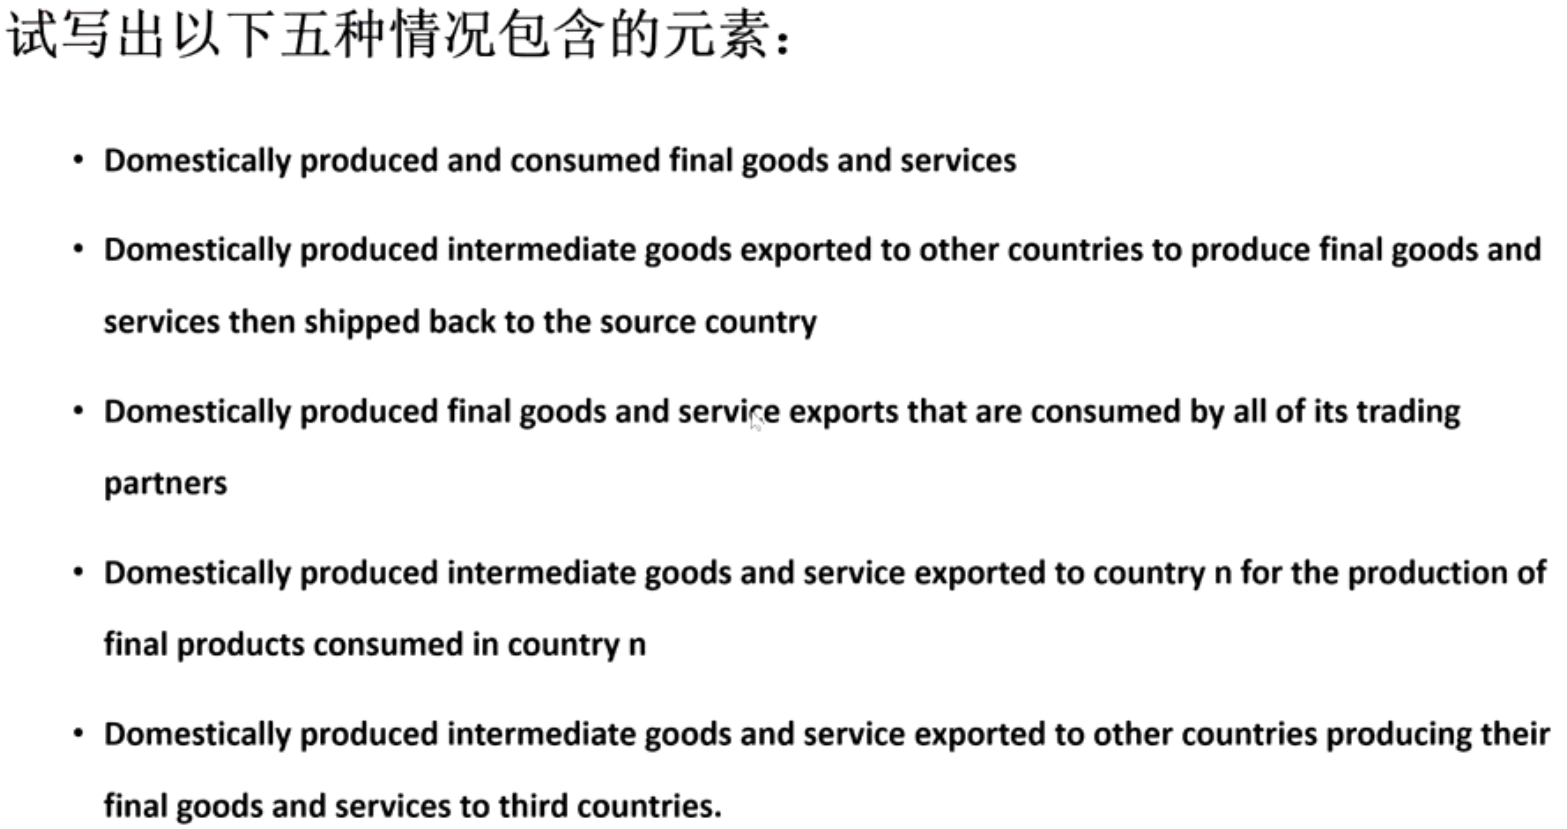 试写出以下五种情况包含的元素：
• Domestically produced and consumed final goods and services
• Domestically produced intermediate goods exported to other countries to produce final goods and
services then shipped back to the source country
• Domestically produced final goods and service exports that are consumed by all of its trading
partners
• Domestically produced intermediate goods and service exported to country n for the production of
final products consumed in country n
• Domestically produced intermediate goods and service exported to other countries producing their
final goods and services to third countries.